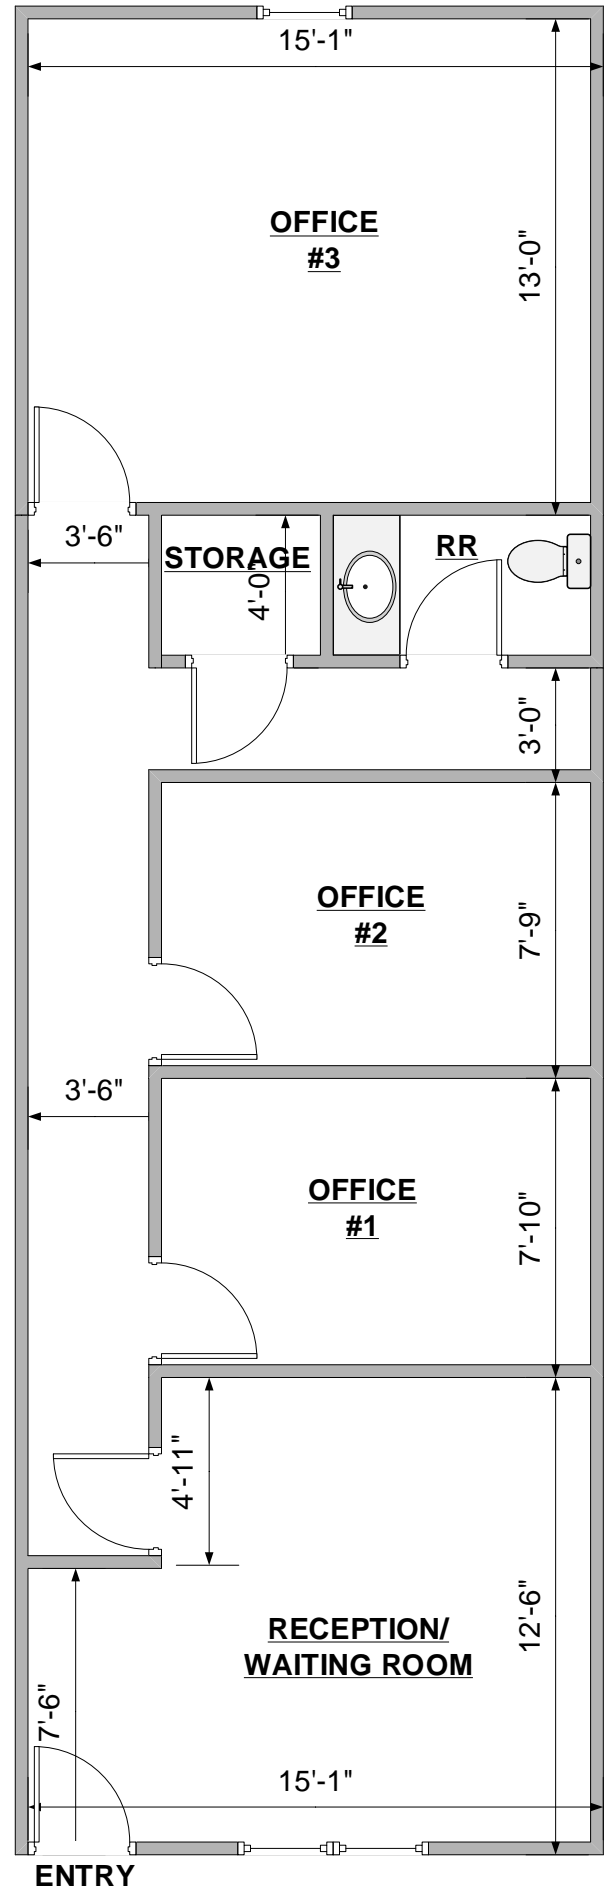 15'-1"
OFFICE
#3
13'-0"
3'-6"
STORAGE
4'-0"
RR
3'-0"
OFFICE
#2
7'-9"
3'-6"
OFFICE
#1
7'-10"
4'-11"
12'-6"
RECEPTION/
WAITING ROOM
7'-6"
15'-1"
ENTRY